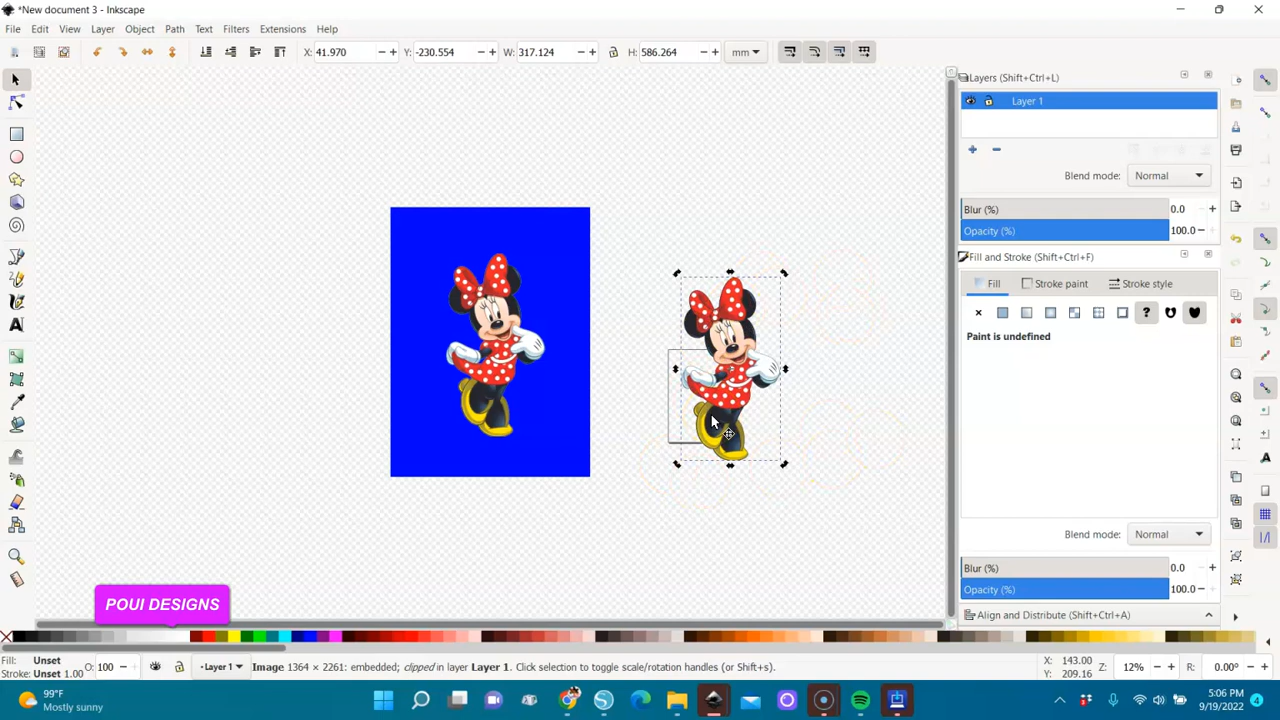 *New document 3 - Inkscape
File Edit View Layer Object Path Text Filters Extensions Help
X: 41.970 - + Y: -230.554 - + W: 317.124 - + H: 586.264 - + mm
Layers (Shift+Ctrl+L)
Layer 1
Blend mode: Normal
Blur (%) 0.0 +
Opacity (%) 100.0 -
Fill and Stroke (Shift+Ctrl+F)
Fill Stroke paint Stroke style
Paint is undefined
Blend mode: Normal
Blur (%) 0.0 +
Opacity (%) 100.0 -
Align and Distribute (Shift+Ctrl+A)
POUI DESIGNS
Fill: Unset
Stroke: Unset 1.00
O: 100 - +
Layer 1
Image 1364 × 2261: embedded; clipped in layer Layer 1. Click selection to toggle scale/rotation handles (or Shift+s).
X: 143.00
Y: 209.16
Z: 12% - + R: 0.00° - +
99°F
Mostly sunny
5:06 PM
9/19/2022
4